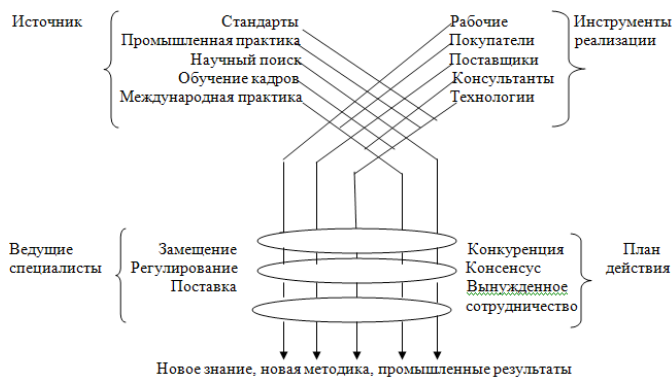 Источник
Стандарты
Промышленная практика
Научный поиск
Обучение кадров
Международная практика
Рабочие
Покупатели
Поставщики
Консультанты
Технологии
Инструменты
реализации
Ведущие
специалисты
Замещение
Регулирование
Поставка
Конкуренция
Консенсус
Вынужденное
сотрудничество
План
действия
Новое знание, новая методика, промышленные результаты